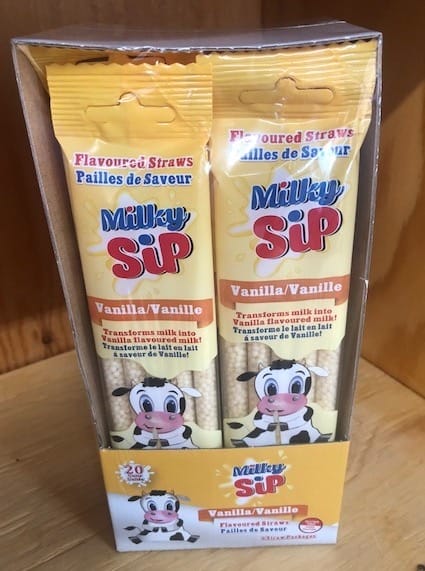 Flavoured Straws
Pailles de Saveur
Milky
Sip
Vanilla/Vanille
Transforms milk into
Vanilla flavoured milk!
Transforme le lait en lait
à saveur de Vanille!
Flavoured Straws
Pailles de Saveur
Milky
Sip
Vanilla/Vanille
Transforms milk into
Vanilla flavoured milk!
Transforme le lait en lait
à saveur de Vanille!
20
Milky
Sip
Vanilla/Vanille
Flavoured Straws
Pailles de Saveur